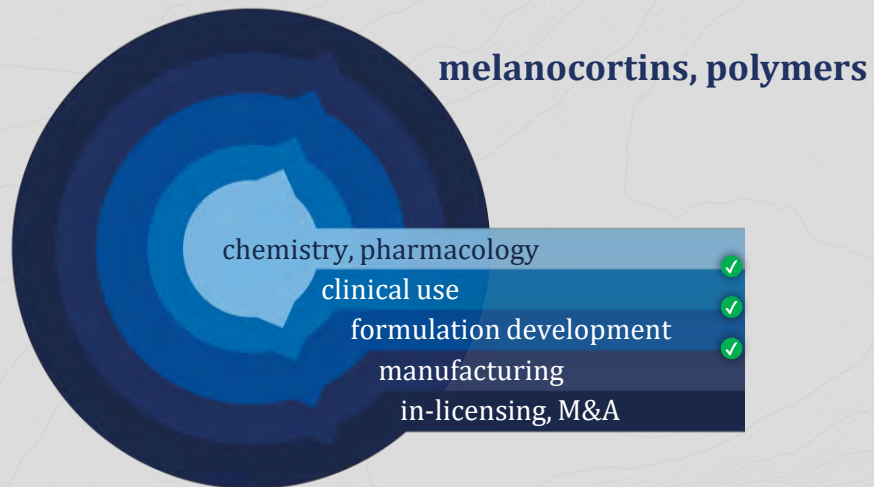 melanocortins, polymers
chemistry, pharmacology
clinical use
formulation development
manufacturing
in-licensing, M&A